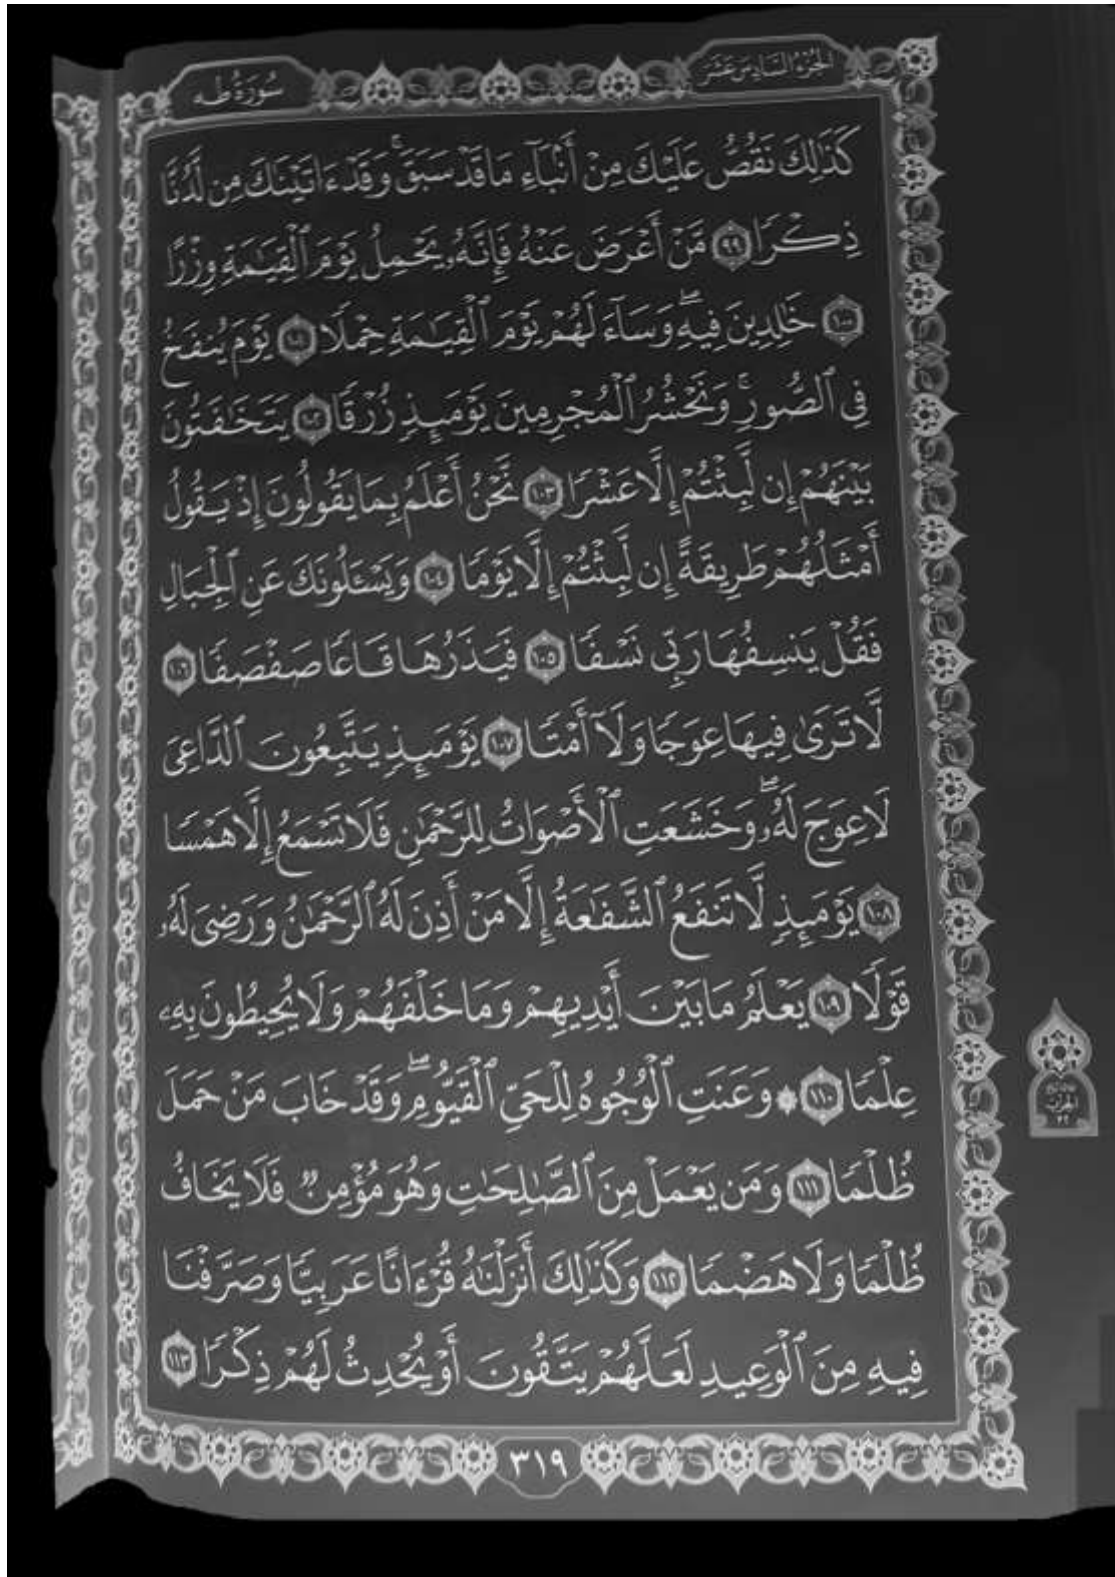 الجزء السادس عشر
سورة طه
كَذَٰلِكَ نَقُصُّ عَلَيْكَ مِنْ أَنۢبَآءِ مَا قَدْ سَبَقَ ۚ وَقَدْ ءَاتَيْنَٰكَ مِن لَّدُنَّا
ذِكْرًا ٩٩ مَّنْ أَعْرَضَ عَنْهُ فَإِنَّهُۥ يَحْمِلُ يَوْمَ ٱلْقِيَٰمَةِ وِزْرًا
١٠٠ خَٰلِدِينَ فِيهِ ۖ وَسَآءَ لَهُمْ يَوْمَ ٱلْقِيَٰمَةِ حِمْلًا ١٠١ يَوْمَ يُنفَخُ
فِى ٱلصُّورِ ۚ وَنَحْشُرُ ٱلْمُجْرِمِينَ يَوْمَئِذٍ زُرْقًا ١٠٢ يَتَخَٰفَتُونَ
بَيْنَهُمْ إِن لَّبِثْتُمْ إِلَّا عَشْرًا ١٠٣ نَّحْنُ أَعْلَمُ بِمَا يَقُولُونَ إِذْ يَقُولُ
أَمْثَلُهُمْ طَرِيقَةً إِن لَّبِثْتُمْ إِلَّا يَوْمًا ١٠٤ وَيَسْـَٔلُونَكَ عَنِ ٱلْجِبَالِ
فَقُلْ يَنسِفُهَا رَبِّى نَسْفًا ١٠٥ فَيَذَرُهَا قَاعًا صَفْصَفًا ١٠٦
لَّا تَرَىٰ فِيهَا عِوَجًا وَلَآ أَمْتًا ١٠٧ يَوْمَئِذٍ يَتَّبِعُونَ ٱلدَّاعِىَ
لَا عِوَجَ لَهُۥ ۖ وَخَشَعَتِ ٱلْأَصْوَاتُ لِلرَّحْمَٰنِ فَلَا تَسْمَعُ إِلَّا هَمْسًا
١٠٨ يَوْمَئِذٍ لَّا تَنفَعُ ٱلشَّفَٰعَةُ إِلَّا مَنْ أَذِنَ لَهُ ٱلرَّحْمَٰنُ وَرَضِىَ لَهُۥ
قَوْلًا ١٠٩ يَعْلَمُ مَا بَيْنَ أَيْدِيهِمْ وَمَا خَلْفَهُمْ وَلَا يُحِيطُونَ بِهِۦ
عِلْمًا ١١٠ ۞ وَعَنَتِ ٱلْوُجُوهُ لِلْحَىِّ ٱلْقَيُّومِ ۖ وَقَدْ خَابَ مَنْ حَمَلَ
ظُلْمًا ١١١ وَمَن يَعْمَلْ مِنَ ٱلصَّٰلِحَٰتِ وَهُوَ مُؤْمِنٌ فَلَا يَخَافُ
ظُلْمًا وَلَا هَضْمًا ١١٢ وَكَذَٰلِكَ أَنزَلْنَٰهُ قُرْءَانًا عَرَبِيًّا وَصَرَّفْنَا
فِيهِ مِنَ ٱلْوَعِيدِ لَعَلَّهُمْ يَتَّقُونَ أَوْ يُحْدِثُ لَهُمْ ذِكْرًا ١١٣
٣١٩